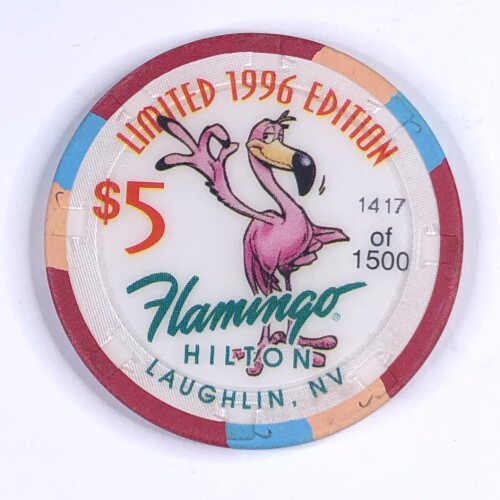 LIMITED 1996 EDITION
$5
1417
of
1500
Flamingo®
HILTON
LAUGHLIN, NV